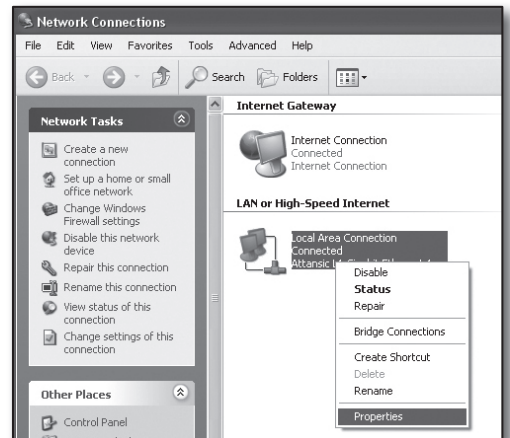 Network Connections
File Edit View Favorites Tools Advanced Help
Back Search Folders
Network Tasks
Create a new
connection
Set up a home or small
office network
Change Windows
Firewall settings
Disable this network
device
Repair this connection
Rename this connection
View status of this
connection
Change settings of this
connection
Other Places
Control Panel
Internet Gateway
Internet Connection
Connected
Internet Connection
LAN or High-Speed Internet
Local Area Connection
Connected
Attansic
Disable
Status
Repair
Bridge Connections
Create Shortcut
Delete
Rename
Properties